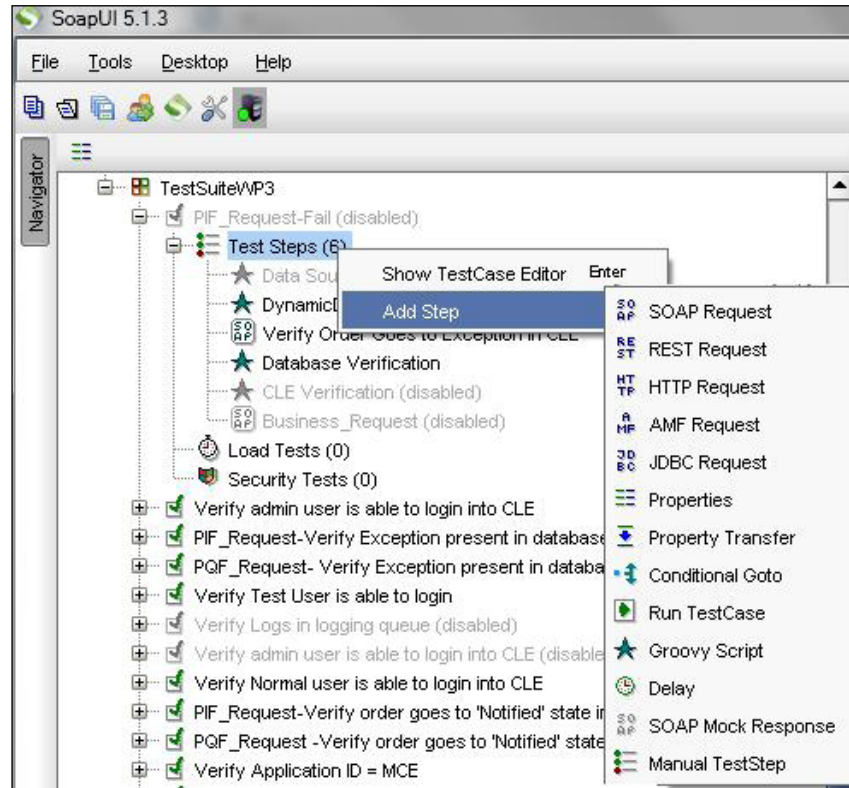 SoapUI 5.1.3
File Tools Desktop Help
Navigator
TestSuiteWP3
PIF_Request-Fail (disabled)
Test Steps (6)
Data Sou
DynamicD
Verify Order Goes to Exception in CLE
Database Verification
CLE Verification (disabled)
Business_Request (disabled)
Load Tests (0)
Security Tests (0)
Verify admin user is able to login into CLE
PIF_Request-Verify Exception present in database
PQF_Request- Verify Exception present in databa
Verify Test User is able to login
Verify Logs in logging queue (disabled)
Verify admin user is able to login into CLE (disable
Verify Normal user is able to login into CLE
PIF_Request-Verify order goes to 'Notified' state in
PQF_Request -Verify order goes to 'Notified' state
Verify Application ID = MCE
Show TestCase Editor Enter
Add Step
SOAP Request
REST Request
HTTP Request
AMF Request
JDBC Request
Properties
Property Transfer
Conditional Goto
Run TestCase
Groovy Script
Delay
SOAP Mock Response
Manual TestStep